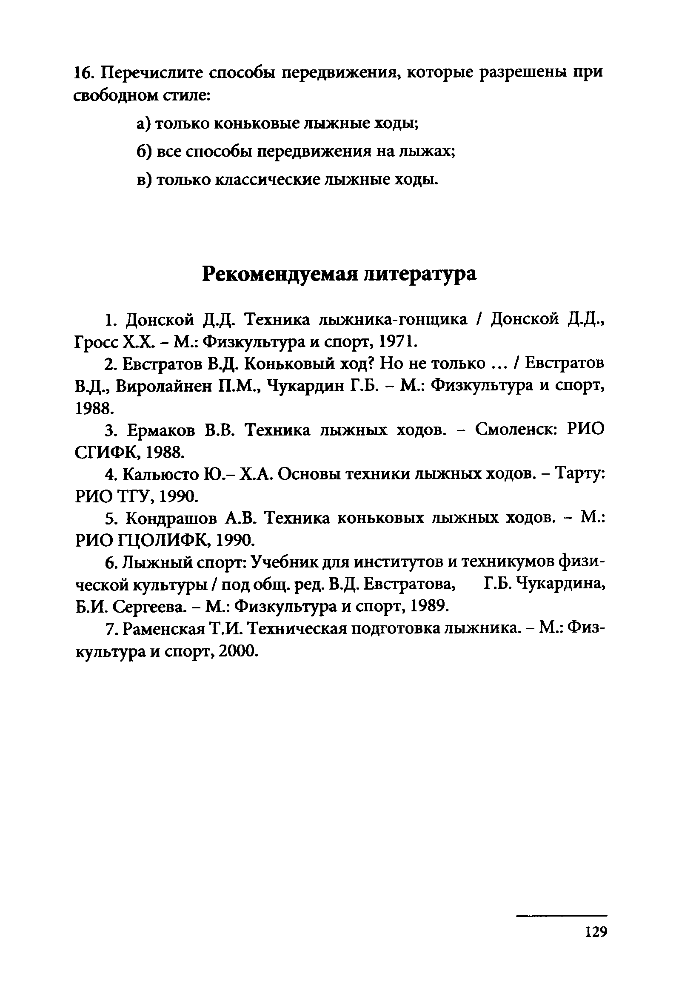 16. Перечислите способы передвижения, которые разрешены при
свободном стиле:
а) только коньковые лыжные ходы;
б) все способы передвижения на лыжах;
в) только классические лыжные ходы.
Рекомендуемая литература
1. Донской Д.Д. Техника лыжника-гонщика / Донской Д.Д.,
Гросс Х.Х. – М.: Физкультура и спорт, 1971.
2. Евстратов В.Д. Коньковый ход? Но не только ... / Евстратов
В.Д., Виролайнен П.М., Чукардин Г.Б. – М.: Физкультура и спорт,
1988.
3. Ермаков В.В. Техника лыжных ходов. – Смоленск: РИО
СГИФК, 1988.
4. Кальюсто Ю.– Х.А. Основы техники лыжных ходов. – Тарту:
РИО ТГУ, 1990.
5. Кондрашов А.В. Техника коньковых лыжных ходов. – М.:
РИО ГЦОЛИФК, 1990.
6. Лыжный спорт: Учебник для институтов и техникумов физи-
ческой культуры / под общ. ред. В.Д. Евстратова, Г.Б. Чукардина,
Б.И. Сергеева. – М.: Физкультура и спорт, 1989.
7. Раменская Т.И. Техническая подготовка лыжника. – М.: Физ-
культура и спорт, 2000.
129